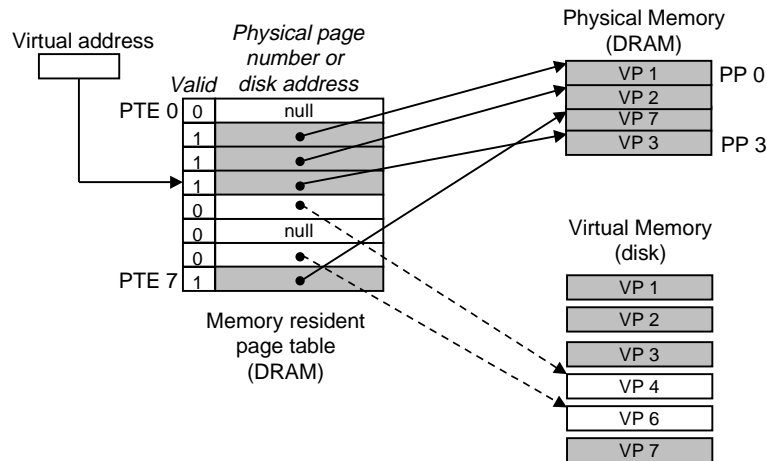 Virtual address
Physical page
number or
disk address
Valid
PTE 0
0
null
1
1
1
0
0
null
0
PTE 7
1
Memory resident
page table
(DRAM)
Physical Memory
(DRAM)
VP 1
PP 0
VP 2
VP 7
VP 3
PP 3
Virtual Memory
(disk)
VP 1
VP 2
VP 3
VP 4
VP 6
VP 7